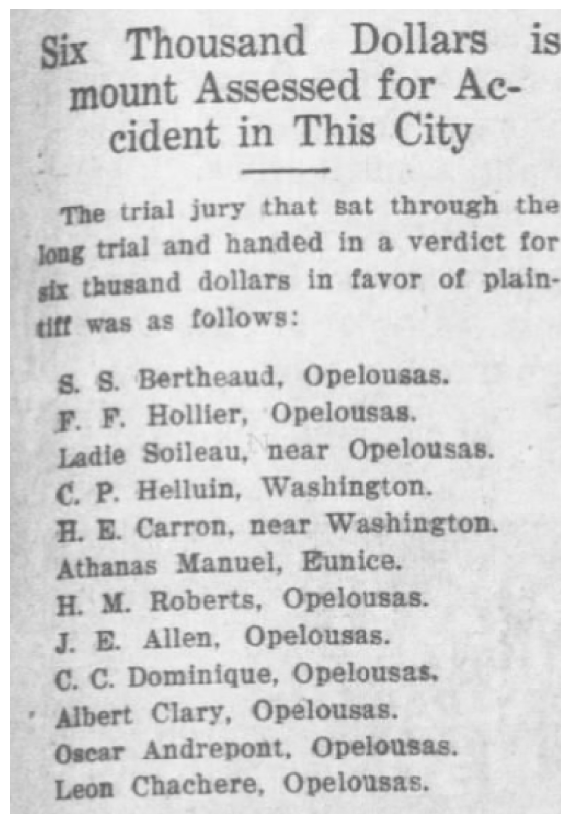 Six Thousand Dollars is
mount Assessed for Ac-
cident in This City
The trial jury that sat through the
long trial and handed in a verdict for
six thusand dollars in favor of plain-
tiff was as follows:
S. S. Bertheaud, Opelousas.
F. F. Hollier, Opelousas.
Ladie Soileau, near Opelousas.
C. P. Helluin, Washington.
H. E. Carron, near Washington.
Athanas Manuel, Eunice.
H. M. Roberts, Opelousas.
J. E. Allen, Opelousas.
C. C. Dominique, Opelousas.
Albert Clary, Opelousas.
Oscar Andrepont, Opelousas.
Leon Chachere, Opelousas.